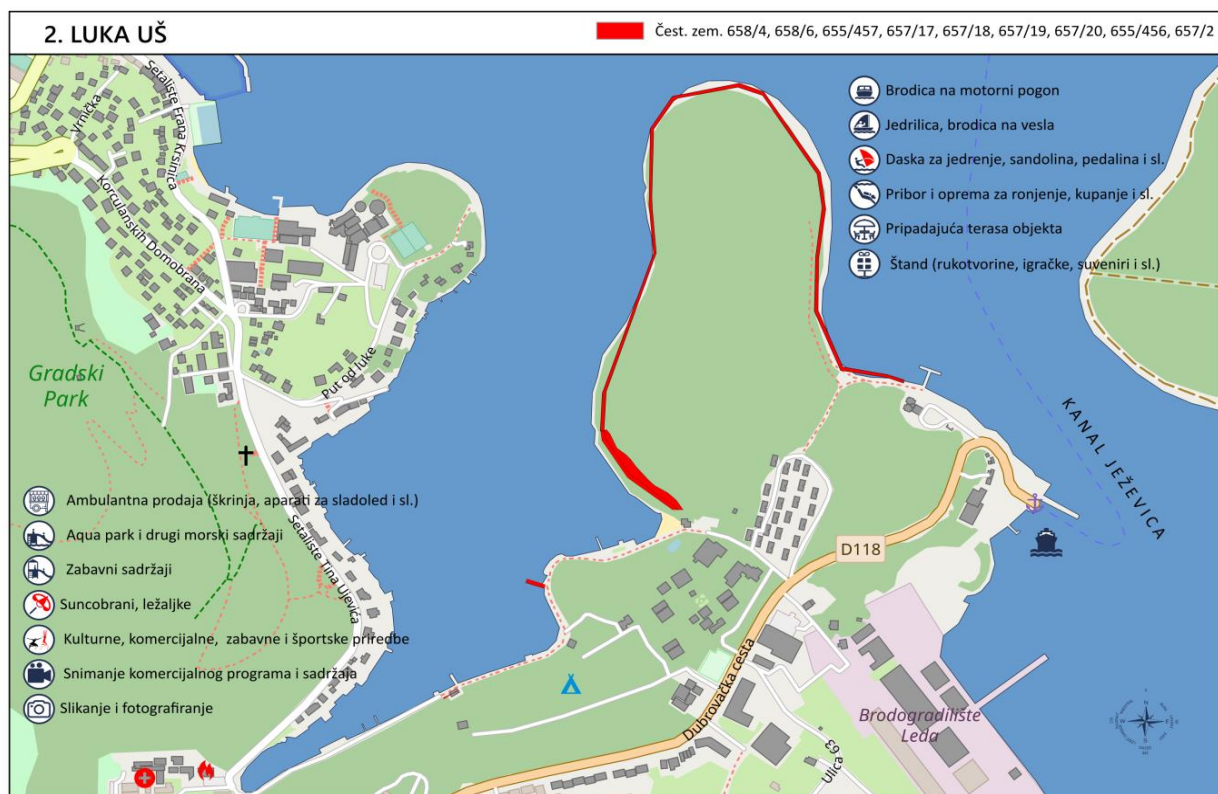 2. LUKA UŠ
Čest. zem. 658/4, 658/6, 655/457, 657/17, 657/18, 657/19, 657/20, 655/456, 657/2
Brodica na motorni pogon
Jedrilica, brodica na vesla
Daska za jedrenje, sandolina, pedalina i sl.
Pribor i oprema za ronjenje, kupanje i sl.
Pripadajuća terasa objekta
Štand (rukotvorine, igračke, suveniri i sl.)
Vrnička
Šetalište Frana Kršinića
Korčulanskih Domobrana
Put od luke
Gradski
Park
KANAL JEŽEVICA
Ambulantna prodaja (škrinja, aparati za sladoled i sl.)
Aqua park i drugi morski sadržaji
Zabavni sadržaji
Suncobrani, ležaljke
Kulturne, komercijalne, zabavne i športske priredbe
Snimanje komercijalnog programa i sadržaja
Slikanje i fotografiranje
Šetalište Tina Ujevića
D118
Dubrovačka cesta
Brodogradilište
Leda
Ulica 63